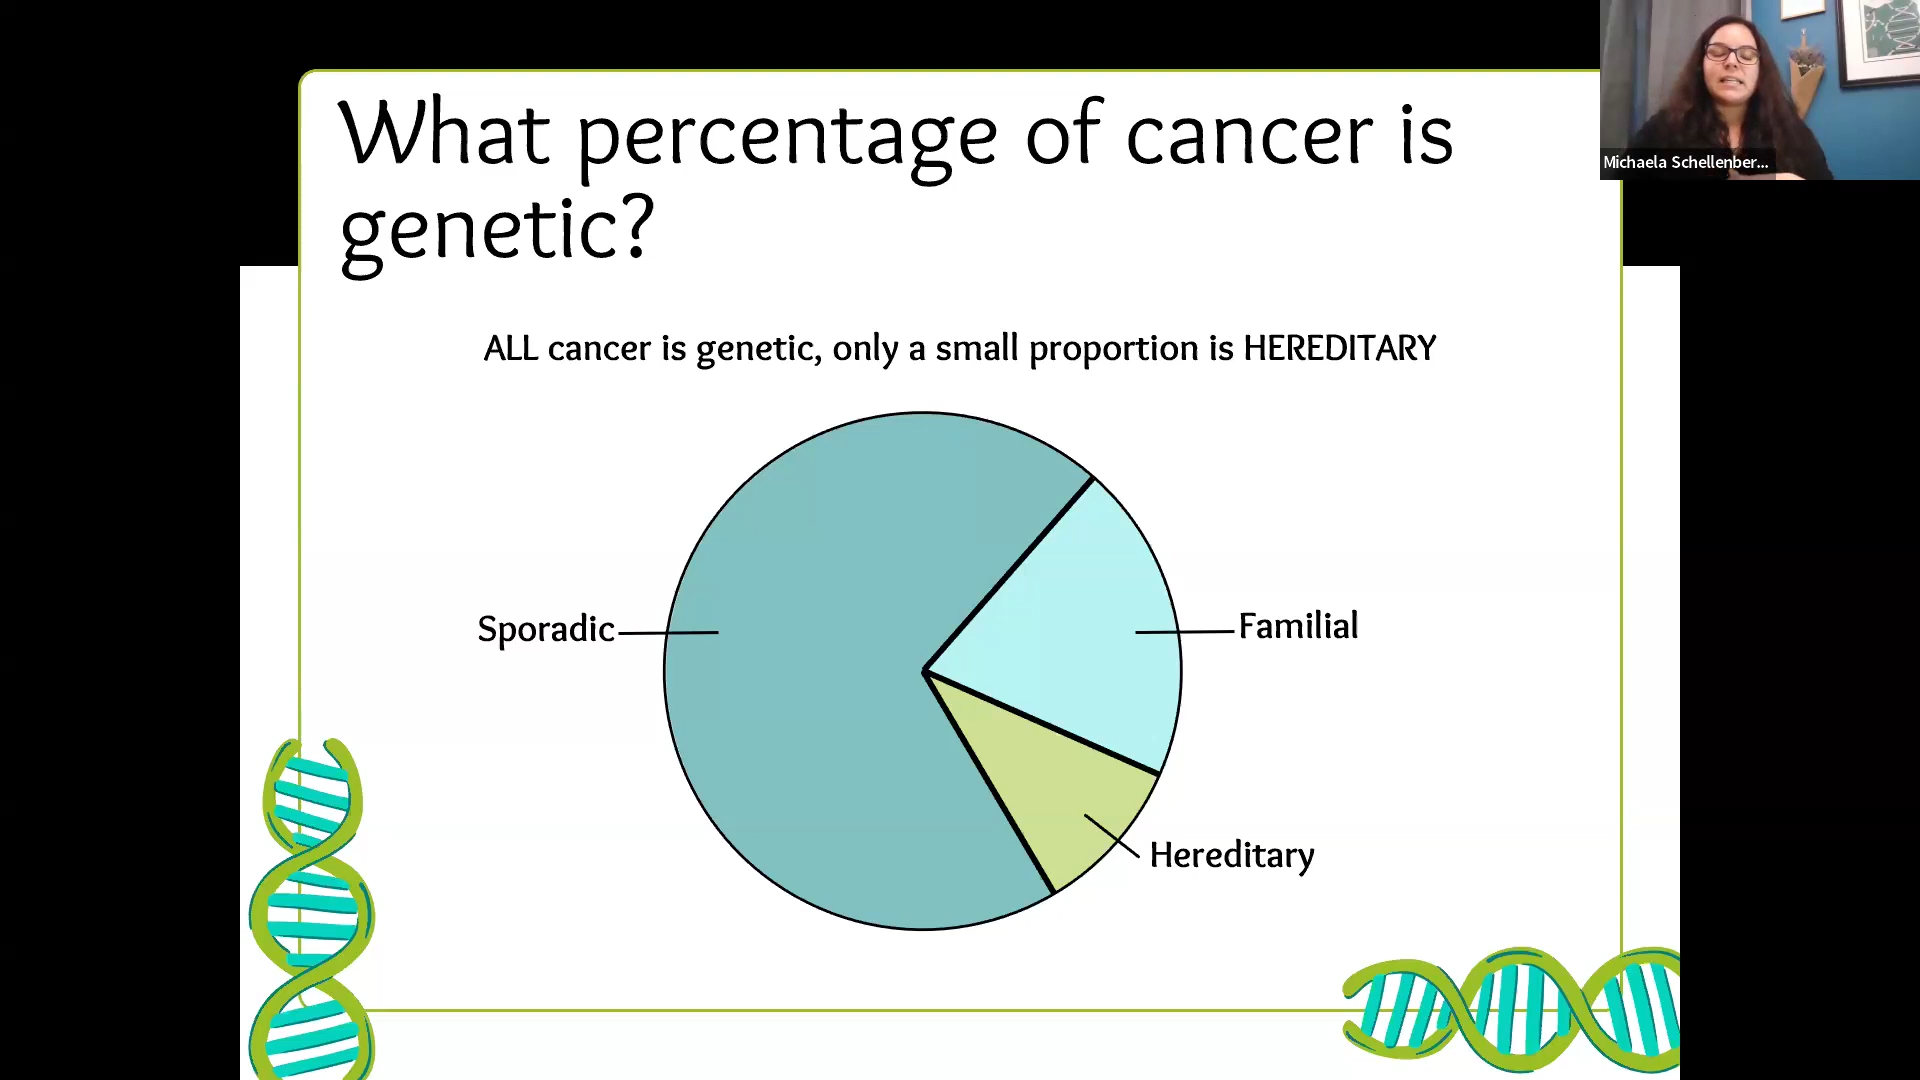 What percentage of cancer is
genetic?
Michaela Schellenber...
ALL cancer is genetic, only a small proportion is HEREDITARY
Sporadic
Familial
Hereditary